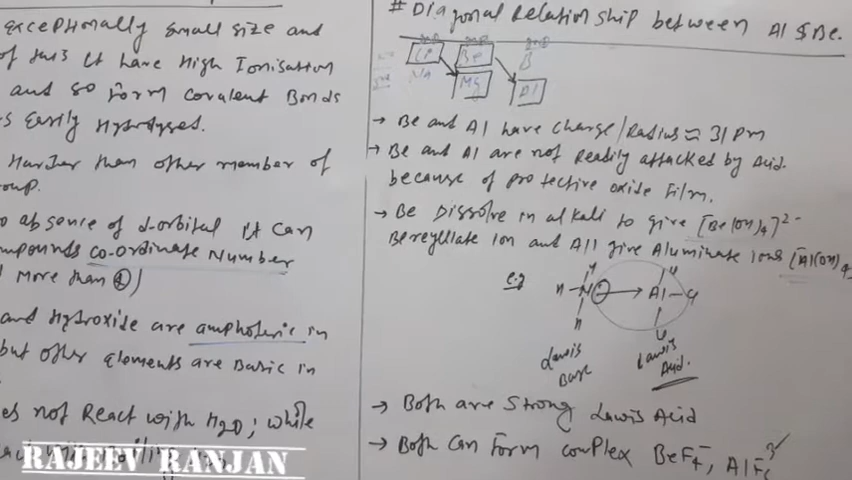 Exceptionally small size and
of this it have High Ionisation
and so form covalent Bonds
Easily Hydrolyses.
Harder than other member of
absence of d-orbital it can
co-ordinate Number
more than 4)
and Hydroxide are amphoteric in
but other elements are Basic in
not React with H2O; while
RAJEEV RANJAN
# Diagonal Relation Ship between Al & Be.
Li Be B
Na Mg Al
→ Be and Al have charge/Radius ≈ 31 pm
→ Be and Al are not Readily attacked by Acid.
because of protective oxide Film.
→ Be Dissolve in alkali to give [Be(OH)4]2-
Beryllate Ion and All give Aluminate Ions [Al(OH)4
e.g
H
H - N: → Al - Cl
H
Lewis Base
Lewis Acid.
→ Both are Strong Lewis Acid
→ Both can form complex BeF4-, AlF6 3-